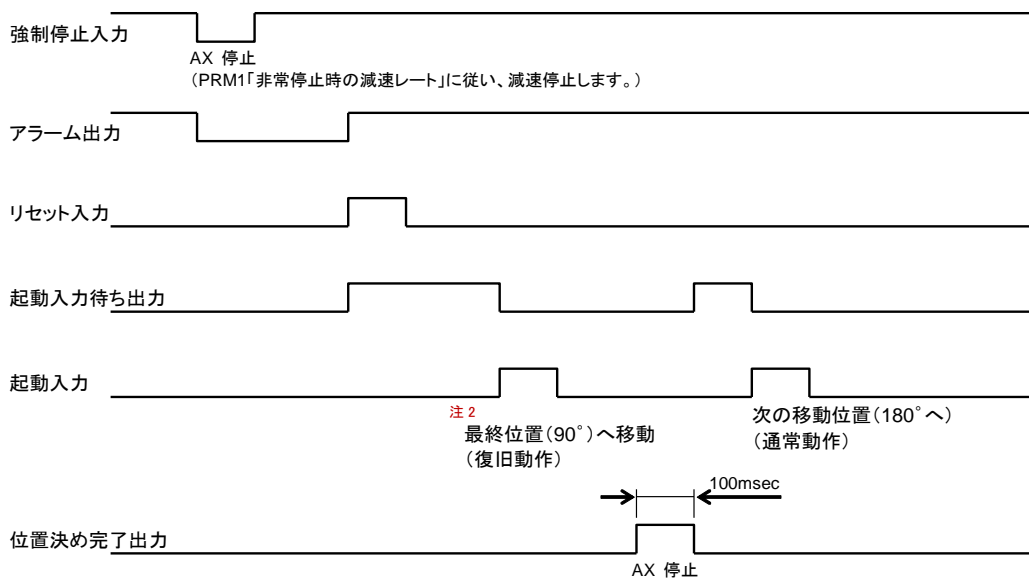 強制停止入力
AX 停止
(PRM1「非常停止時の減速レート」に従い、減速停止します。)
アラーム出力
リセット入力
起動入力待ち出力
起動入力
注 2
最終位置(90°)へ移動
(復旧動作)
次の移動位置(180°へ)
(通常動作)
100msec
位置決め完了出力
AX 停止